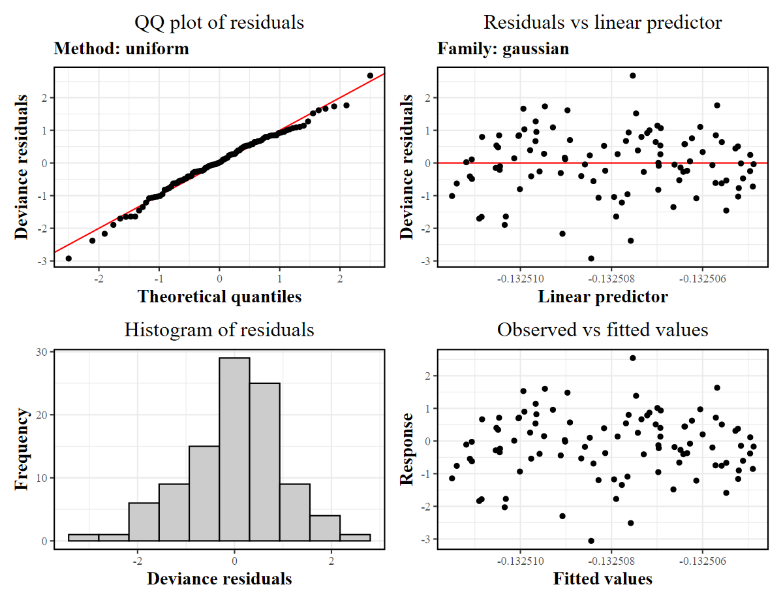 QQ plot of residuals
Method: uniform
Deviance residuals
2
1
0
-1
-2
-3
-2
-1
0
1
2
Theoretical quantiles
Residuals vs linear predictor
Family: gaussian
Deviance residuals
2
1
0
-1
-2
-3
-0.132510
-0.132508
-0.132506
Linear predictor
Histogram of residuals
Frequency
30
20
10
0
-2
0
2
Deviance residuals
Observed vs fitted values
Response
2
1
0
-1
-2
-3
-0.132510
-0.132508
-0.132506
Fitted values